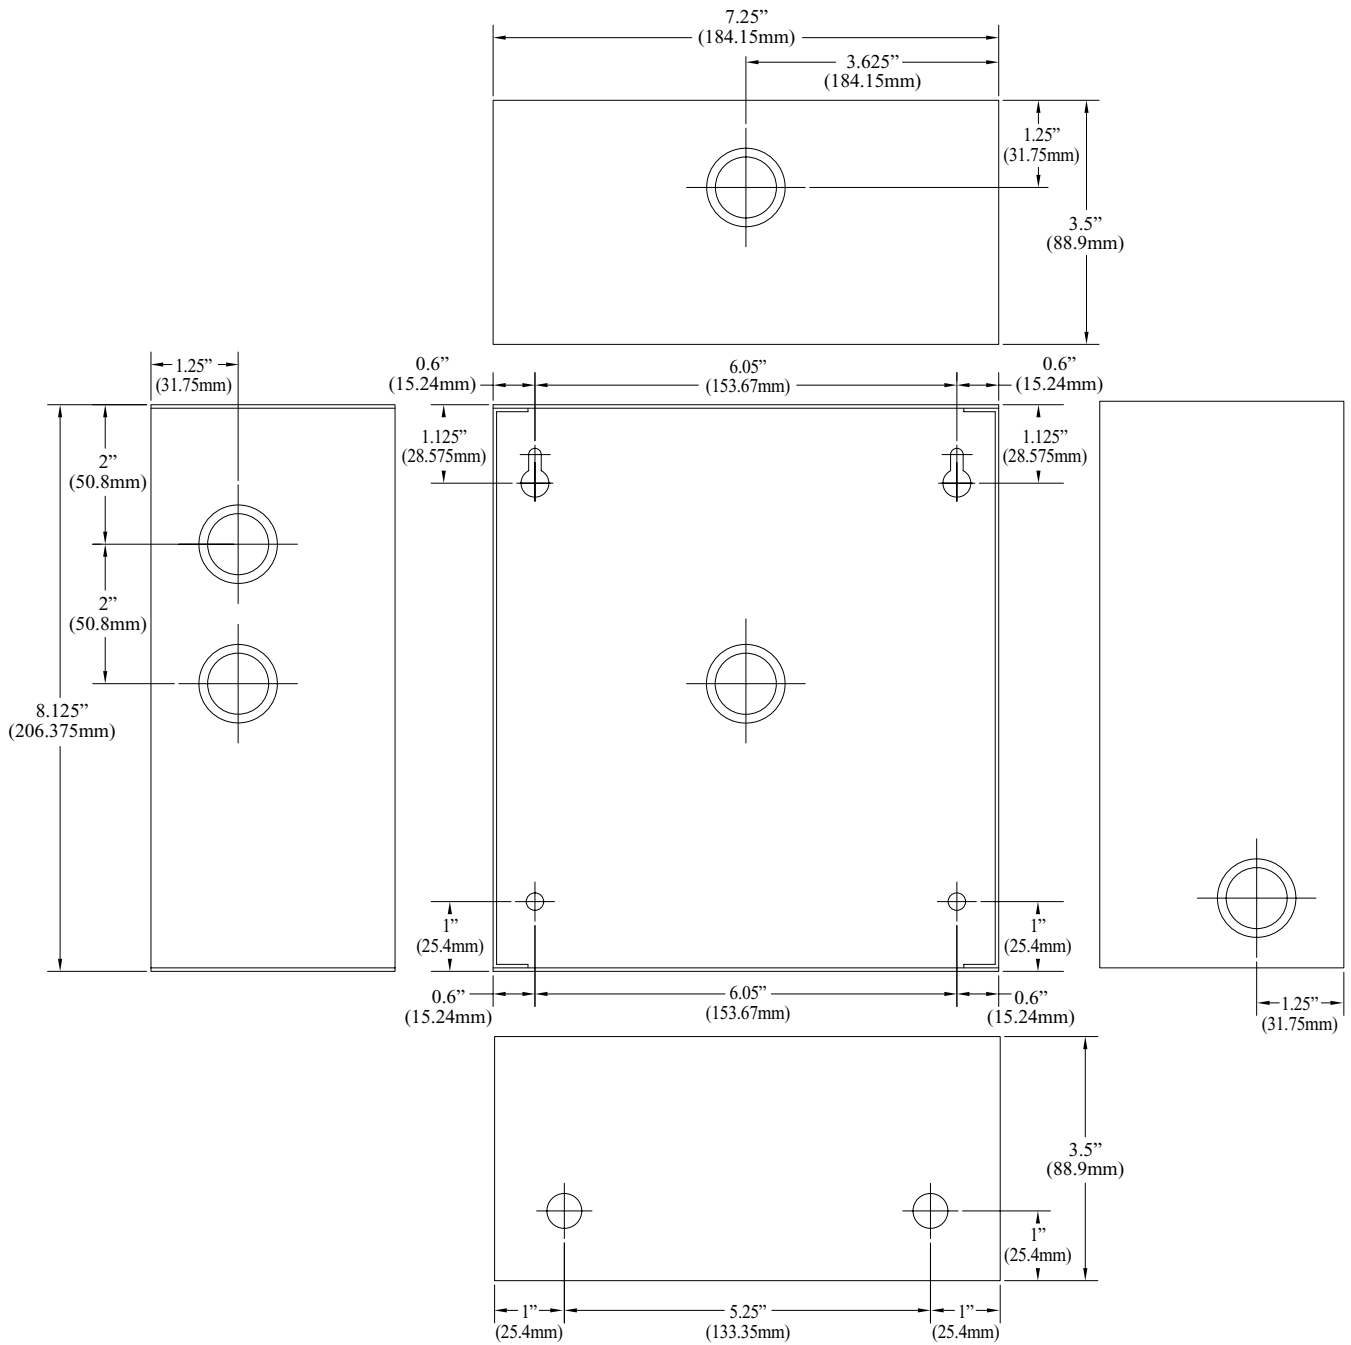 7.25”
(184.15mm)
3.625”
(184.15mm)
1.25”
(31.75mm)
3.5”
(88.9mm)
1.25”
(31.75mm)
0.6”
(15.24mm)
6.05”
(153.67mm)
0.6”
(15.24mm)
2”
(50.8mm)
1.125”
(28.575mm)
1.125”
(28.575mm)
2”
(50.8mm)
8.125”
(206.375mm)
1”
(25.4mm)
1”
(25.4mm)
0.6”
(15.24mm)
6.05”
(153.67mm)
0.6”
(15.24mm)
1.25”
(31.75mm)
3.5”
(88.9mm)
1”
(25.4mm)
1”
(25.4mm)
5.25”
(133.35mm)
1”
(25.4mm)